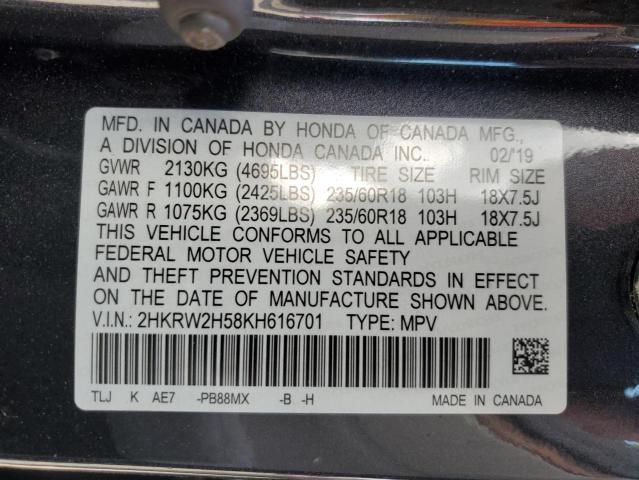 MFD. IN CANADA BY HONDA OF CANADA MFG.,
A DIVISION OF HONDA CANADA INC.. 02/'19
GVWR 2130KG (4695LBS) TIRE SIZE RIM SIZE
GAWR F 1100KG (2425LBS) 235/60R18 103H 18X7.5J
GAWR R 1075KG (2369LBS) 235/60R18 103H 18X7.5J
THIS VEHICLE CONFORMS TO ALL APPLICABLE
FEDERAL MOTOR VEHICLE SAFETY
AND THEFT PREVENTION STANDARDS IN EFFECT
ON THE DATE OF MANUFACTURE SHOWN ABOVE.
V.I.N.: 2HKRW2H58KH616701 TYPE: MPV
TLJ K AE7 -PB88MX -B -H MADE IN CANADA